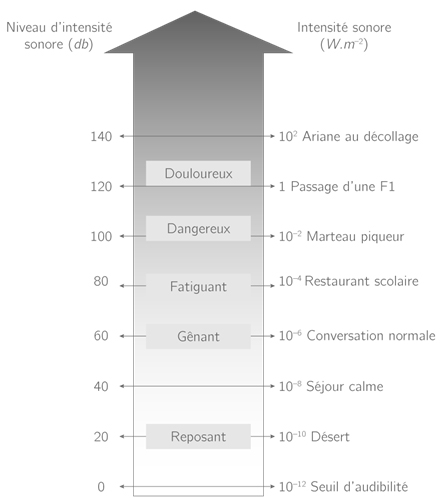 Niveau d'intensité
sonore (db)
Intensité sonore
(W.m⁻²)
140 10² Ariane au décollage
Douloureux
120 1 Passage d'une F1
Dangereux
100 10⁻² Marteau piqueur
80 10⁻⁴ Restaurant scolaire
Fatiguant
60 Gênant 10⁻⁶ Conversation normale
40 10⁻⁸ Séjour calme
20 Reposant 10⁻¹⁰ Désert
0 10⁻¹² Seuil d'audibilité